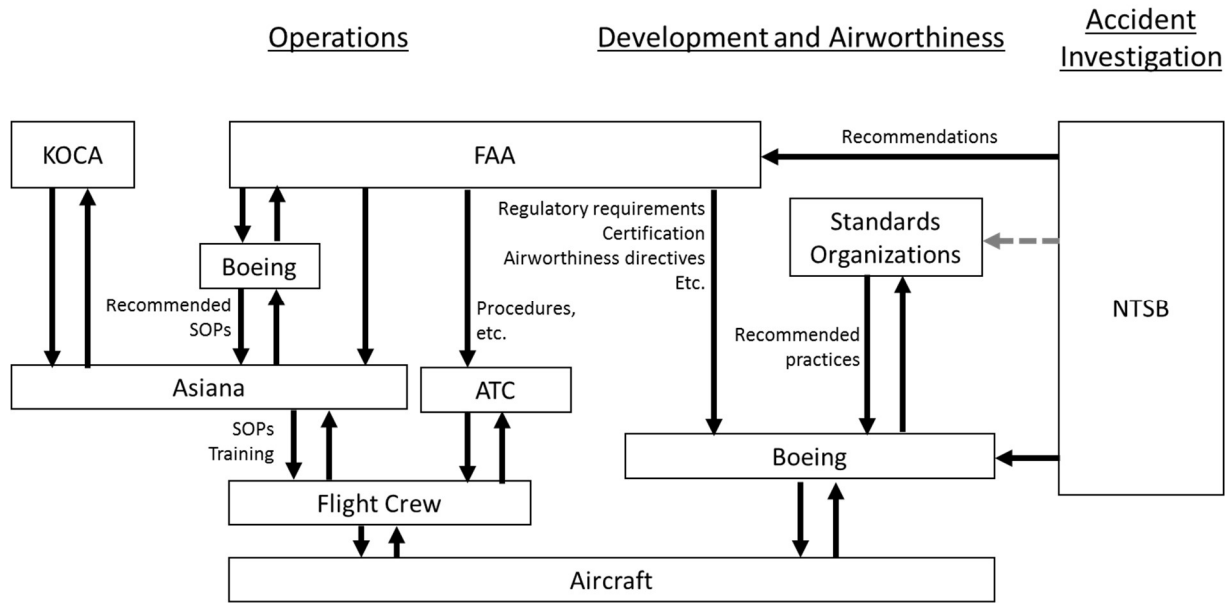 Operations
Development and Airworthiness
Accident
Investigation
KOCA
FAA
Recommendations
NTSB
Regulatory requirements
Certification
Airworthiness directives
Etc.
Standards
Organizations
Boeing
Recommended
SOPs
Procedures,
etc.
Recommended
practices
Asiana
ATC
SOPs
Training
Boeing
Flight Crew
Aircraft